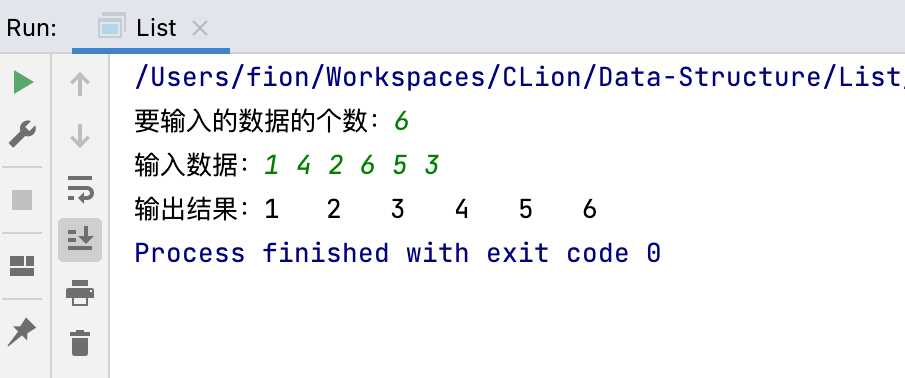 Run: List
/Users/fion/Workspaces/CLion/Data-Structure/List/
要输入的数据的个数：6
输入数据：1 4 2 6 5 3
输出结果：1 2 3 4 5 6
Process finished with exit code 0